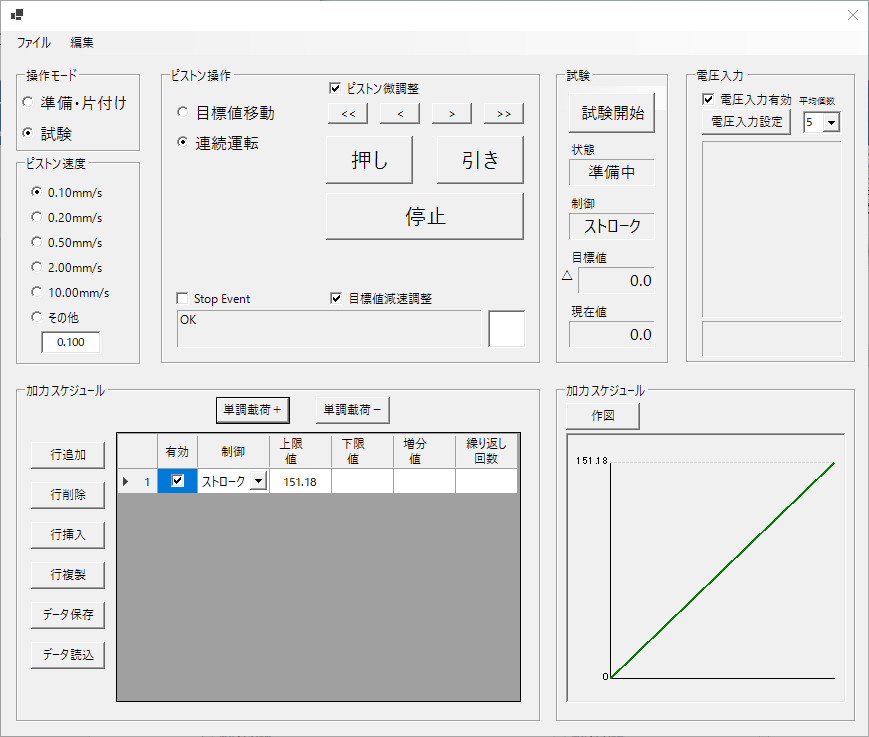 ファイル 編集
操作モード
準備・片付け
試験
ピストン速度
0.10mm/s
0.20mm/s
0.50mm/s
2.00mm/s
10.00mm/s
その他
0.100
ピストン操作
ピストン微調整
目標値移動
<< < > >>
連続運転
押し 引き
停止
Stop Event 目標値減速調整
OK
試験
試験開始
状態
準備中
制御
ストローク
目標値
△ 0.0
現在値
0.0
電圧入力
電圧入力有効 平均個数
電圧入力設定 5
加力スケジュール
単調載荷+ 単調載荷-
行追加
行削除
行挿入
行複製
データ保存
データ読込
有効 制御 上限値 下限値 増分値 繰り返し回数
1 ストローク 151.18
加力スケジュール
作図
151.18
0